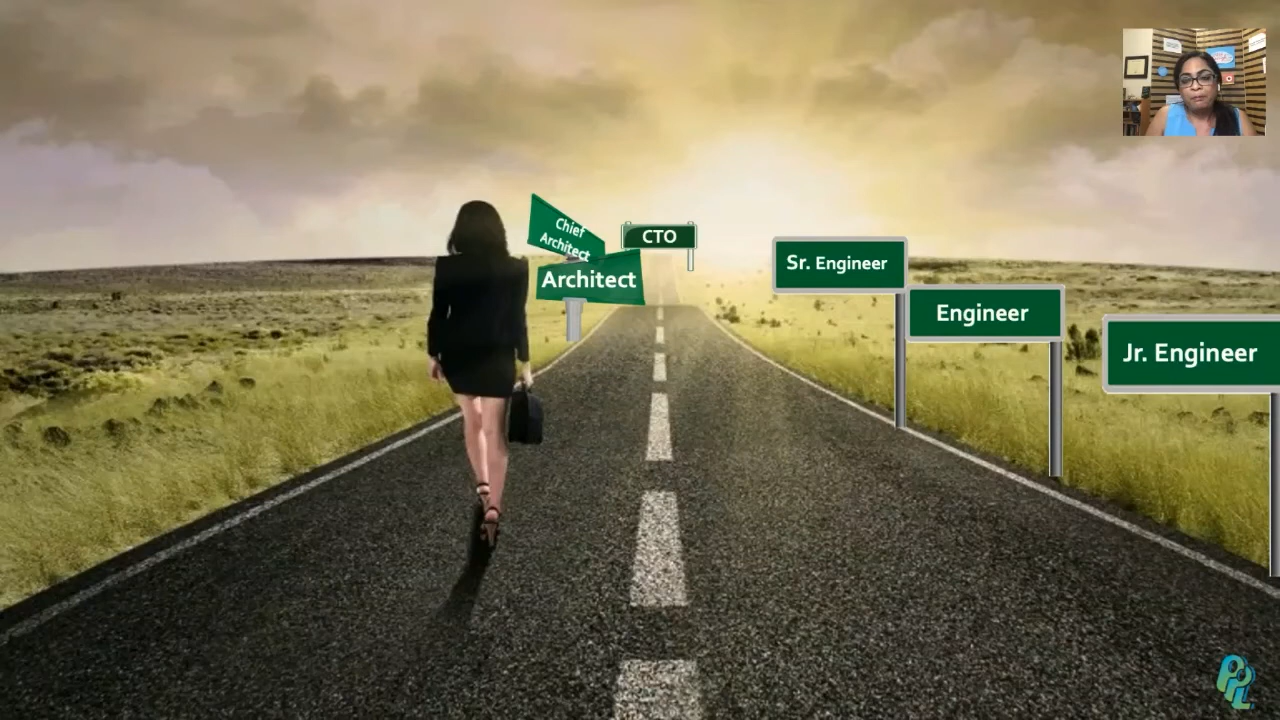 Chief
Architect
Architect
CTO
Sr. Engineer
Engineer
Jr. Engineer